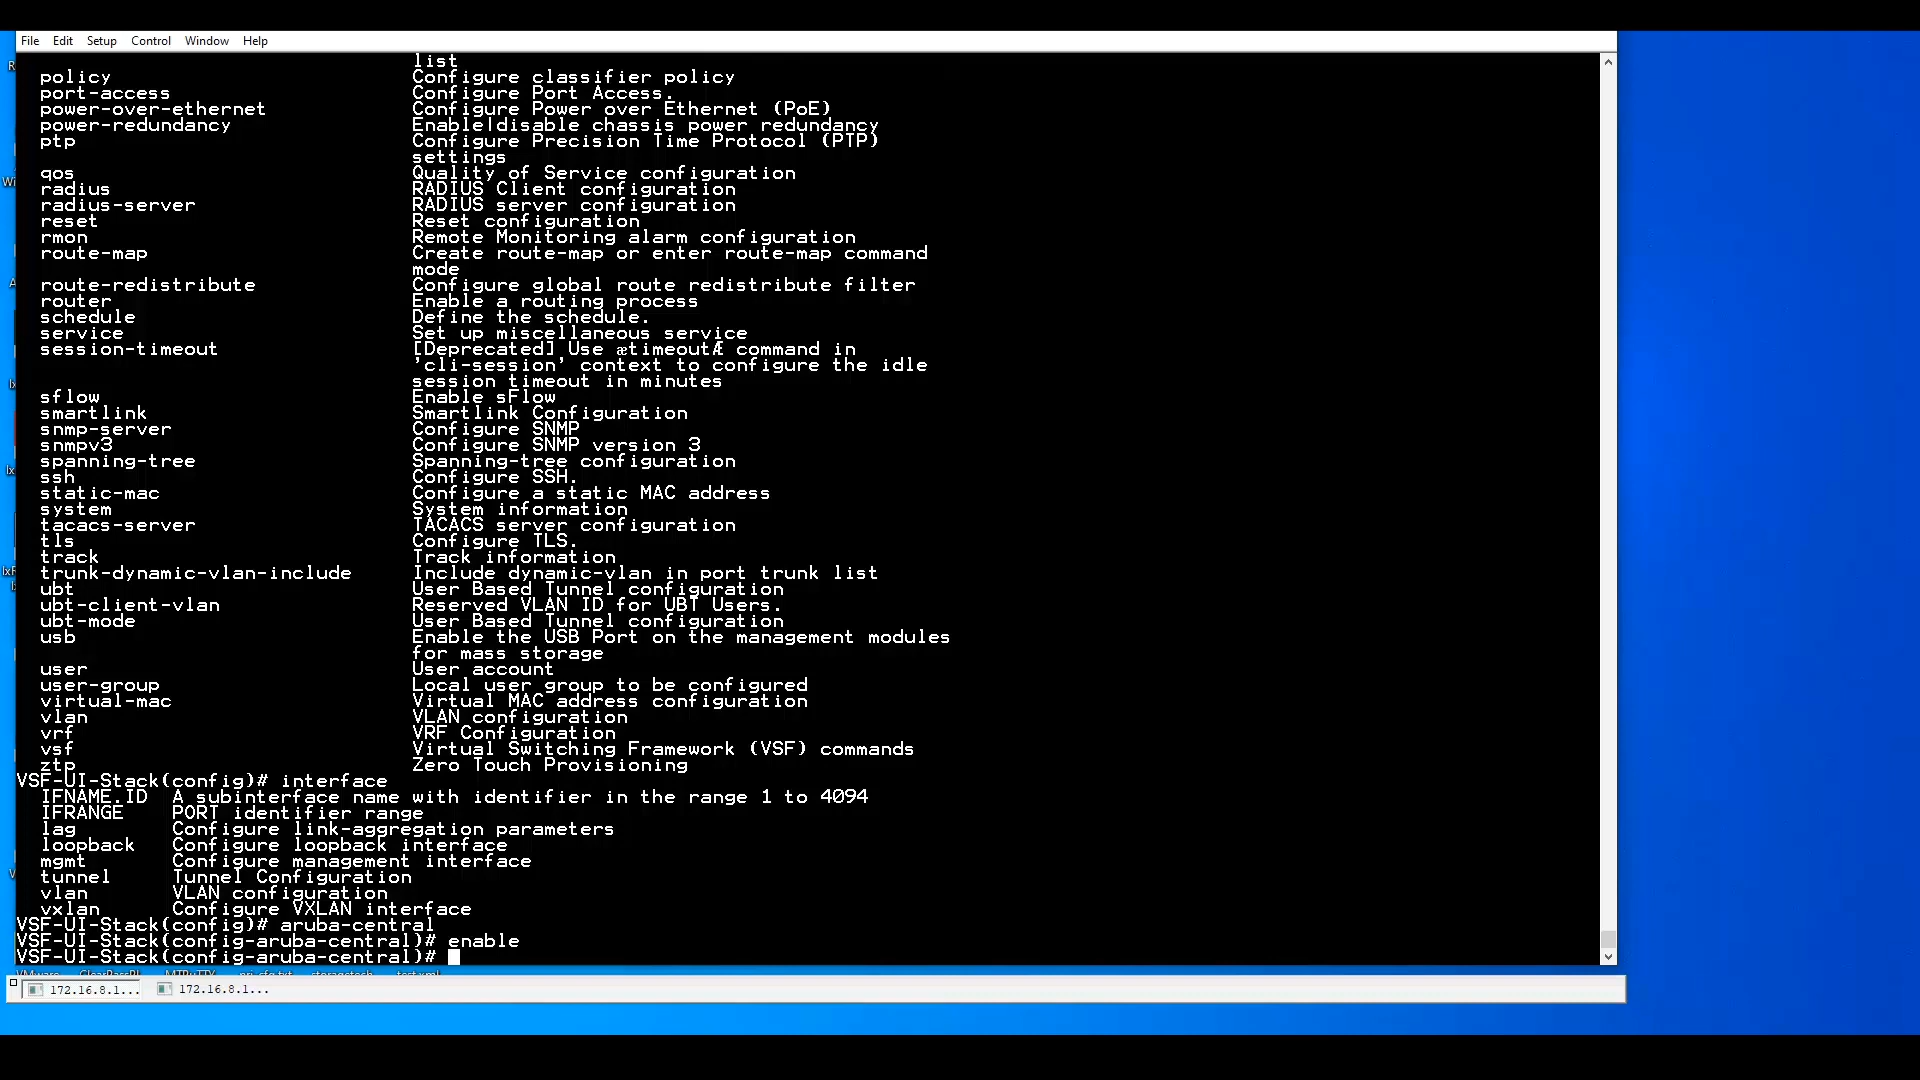 File Edit Setup Control Window Help
list
policy Configure classifier policy
port-access Configure Port Access.
power-over-ethernet Configure Power over Ethernet (PoE)
power-redundancy Enable|disable chassis power redundancy
ptp Configure Precision Time Protocol (PTP)
settings
qos Quality of Service configuration
radius RADIUS Client configuration
radius-server RADIUS server configuration
reset Reset configuration
rmon Remote Monitoring alarm configuration
route-map Create route-map or enter route-map command
mode
route-redistribute Configure global route redistribute filter
router Enable a routing process
schedule Define the schedule.
service Set up miscellaneous service
session-timeout [Deprecated] Use ætimeoutÆ command in
'cli-session' context to configure the idle
session timeout in minutes
sflow Enable sFlow
smartlink Smartlink Configuration
snmp-server Configure SNMP
snmpv3 Configure SNMP version 3
spanning-tree Spanning-tree configuration
ssh Configure SSH.
static-mac Configure a static MAC address
system System information
tacacs-server TACACS server configuration
tls Configure TLS.
track Track information
trunk-dynamic-vlan-include Include dynamic-vlan in port trunk list
ubt User Based Tunnel configuration
ubt-client-vlan Reserved VLAN ID for UBT Users.
ubt-mode User Based Tunnel configuration
usb Enable the USB Port on the management modules
for mass storage
user User account
user-group Local user group to be configured
virtual-mac Virtual MAC address configuration
vlan VLAN configuration
vrf VRF Configuration
vsf Virtual Switching Framework (VSF) commands
ztp Zero Touch Provisioning
VSF-UI-Stack(config)# interface
IFNAME.ID A subinterface name with identifier in the range 1 to 4094
IFRANGE PORT identifier range
lag Configure link-aggregation parameters
loopback Configure loopback interface
mgmt Configure management interface
tunnel Tunnel Configuration
vlan VLAN configuration
vxlan Configure VXLAN interface
VSF-UI-Stack(config)# aruba-central
VSF-UI-Stack(config-aruba-central)# enable
VSF-UI-Stack(config-aruba-central)#
172.16.8.1... 172.16.8.1...